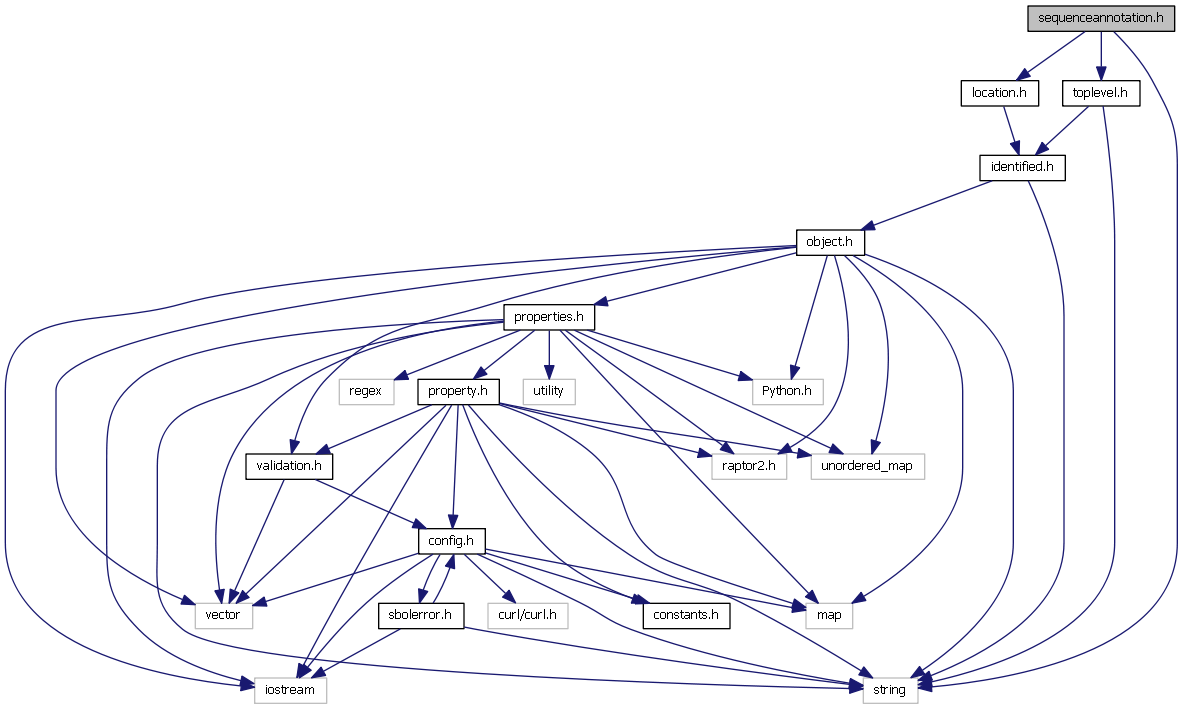 sequenceannotation.h
location.h
toplevel.h
identified.h
object.h
properties.h
regex
property.h
utility
Python.h
validation.h
raptor2.h
unordered_map
config.h
vector
sbolerror.h
curl/curl.h
constants.h
map
iostream
string